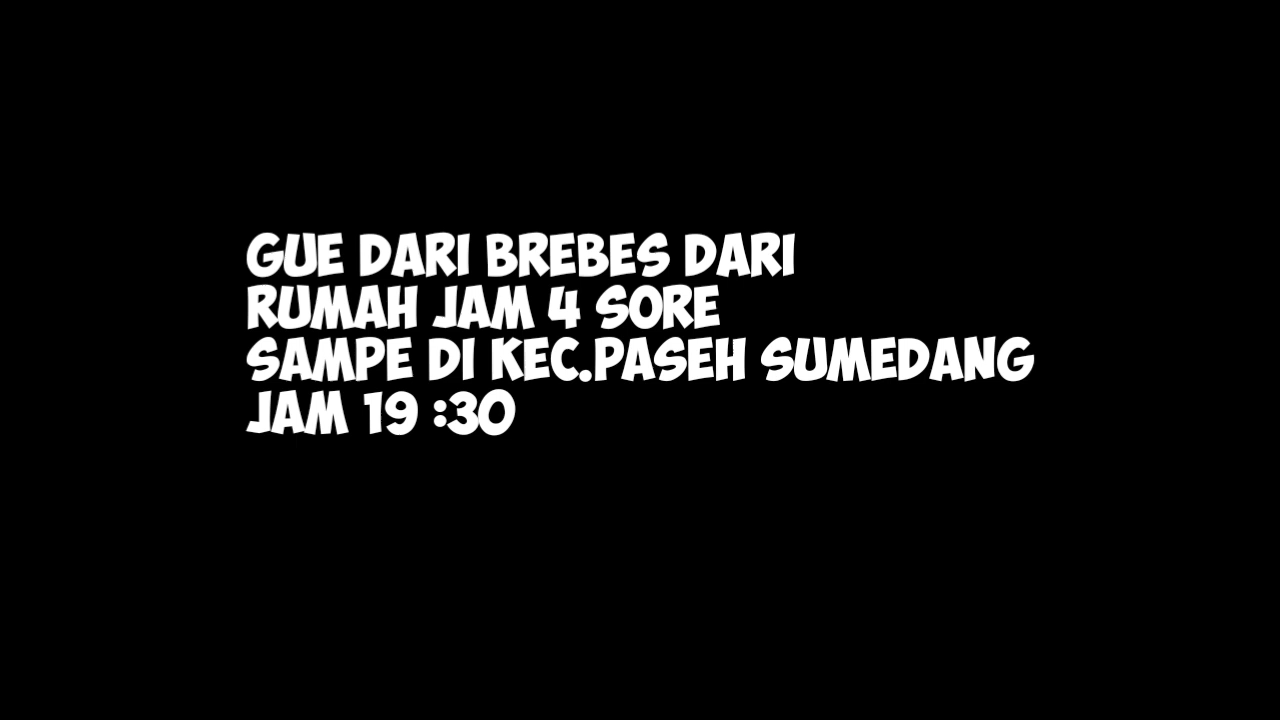 GUE DARI BREBES DARI
RUMAH JAM 4 SORE
SAMPE DI KEC.PASEH SUMEDANG
JAM 19 :30